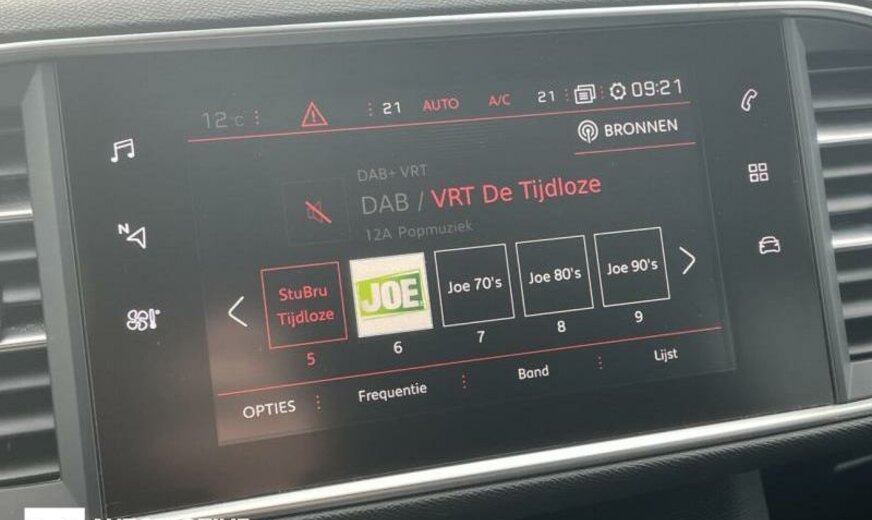 12°C 21 AUTO A/C 21 09:21
BRONNEN
DAB+ VRT
DAB / VRT De Tijdloze
12A Popmuziek
N
StuBru Tijdloze
JOE
Joe 70's
Joe 80's
Joe 90's
5 6 7 8 9
OPTIES Frequentie Band Lijst